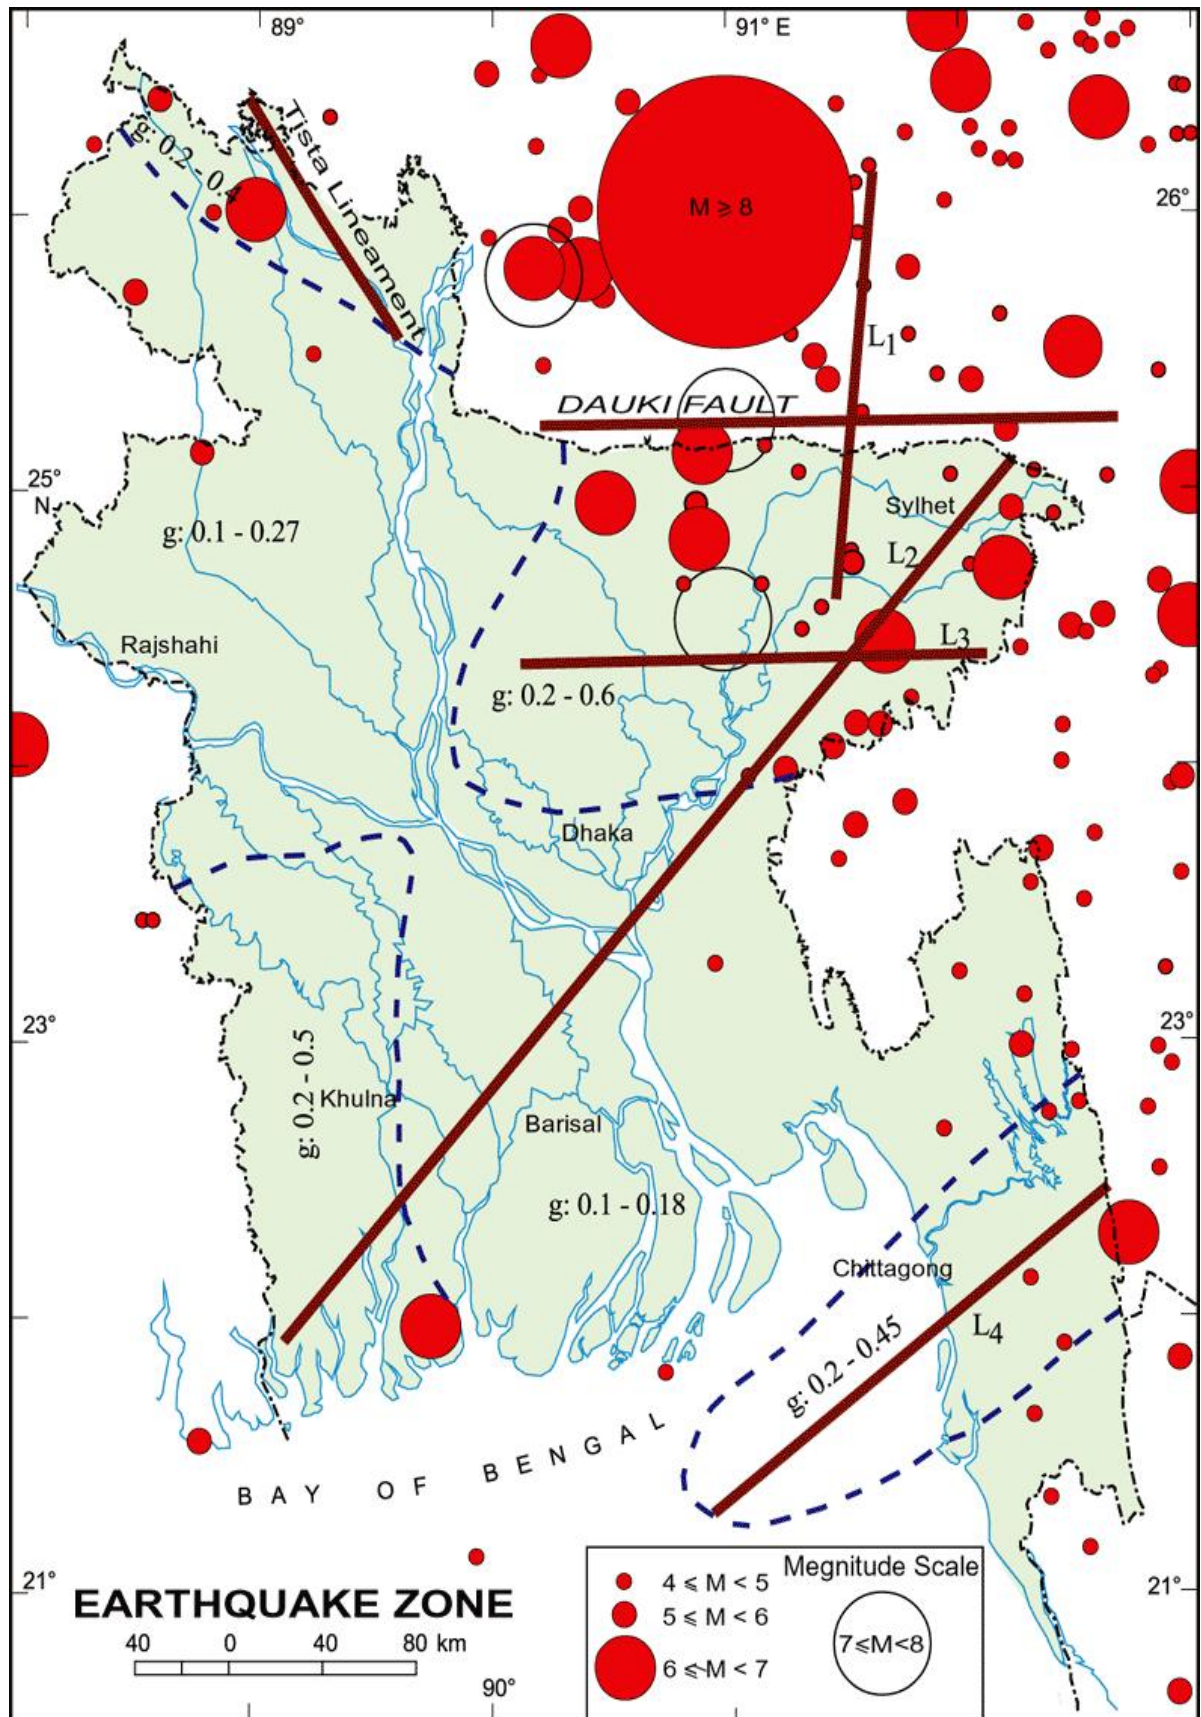 89°
91° E
Tista Lineament
g: 0.2 - 0.4
M ⩾ 8
26°
L1
DAUKI FAULT
25°
N
Sylhet
g: 0.1 - 0.27
L2
Rajshahi
L3
g: 0.2 - 0.6
Dhaka
23°
23°
g: 0.2 - 0.5
Khulna
Barisal
g: 0.1 - 0.18
Chittagong
L4
g: 0.2 - 0.45
BAY OF BENGAL
21°
21°
EARTHQUAKE ZONE
40 0 40 80 km
90°
Megnitude Scale
4 ⩽ M < 5
5 ⩽ M < 6
6 ⩽ M < 7
7⩽M<8